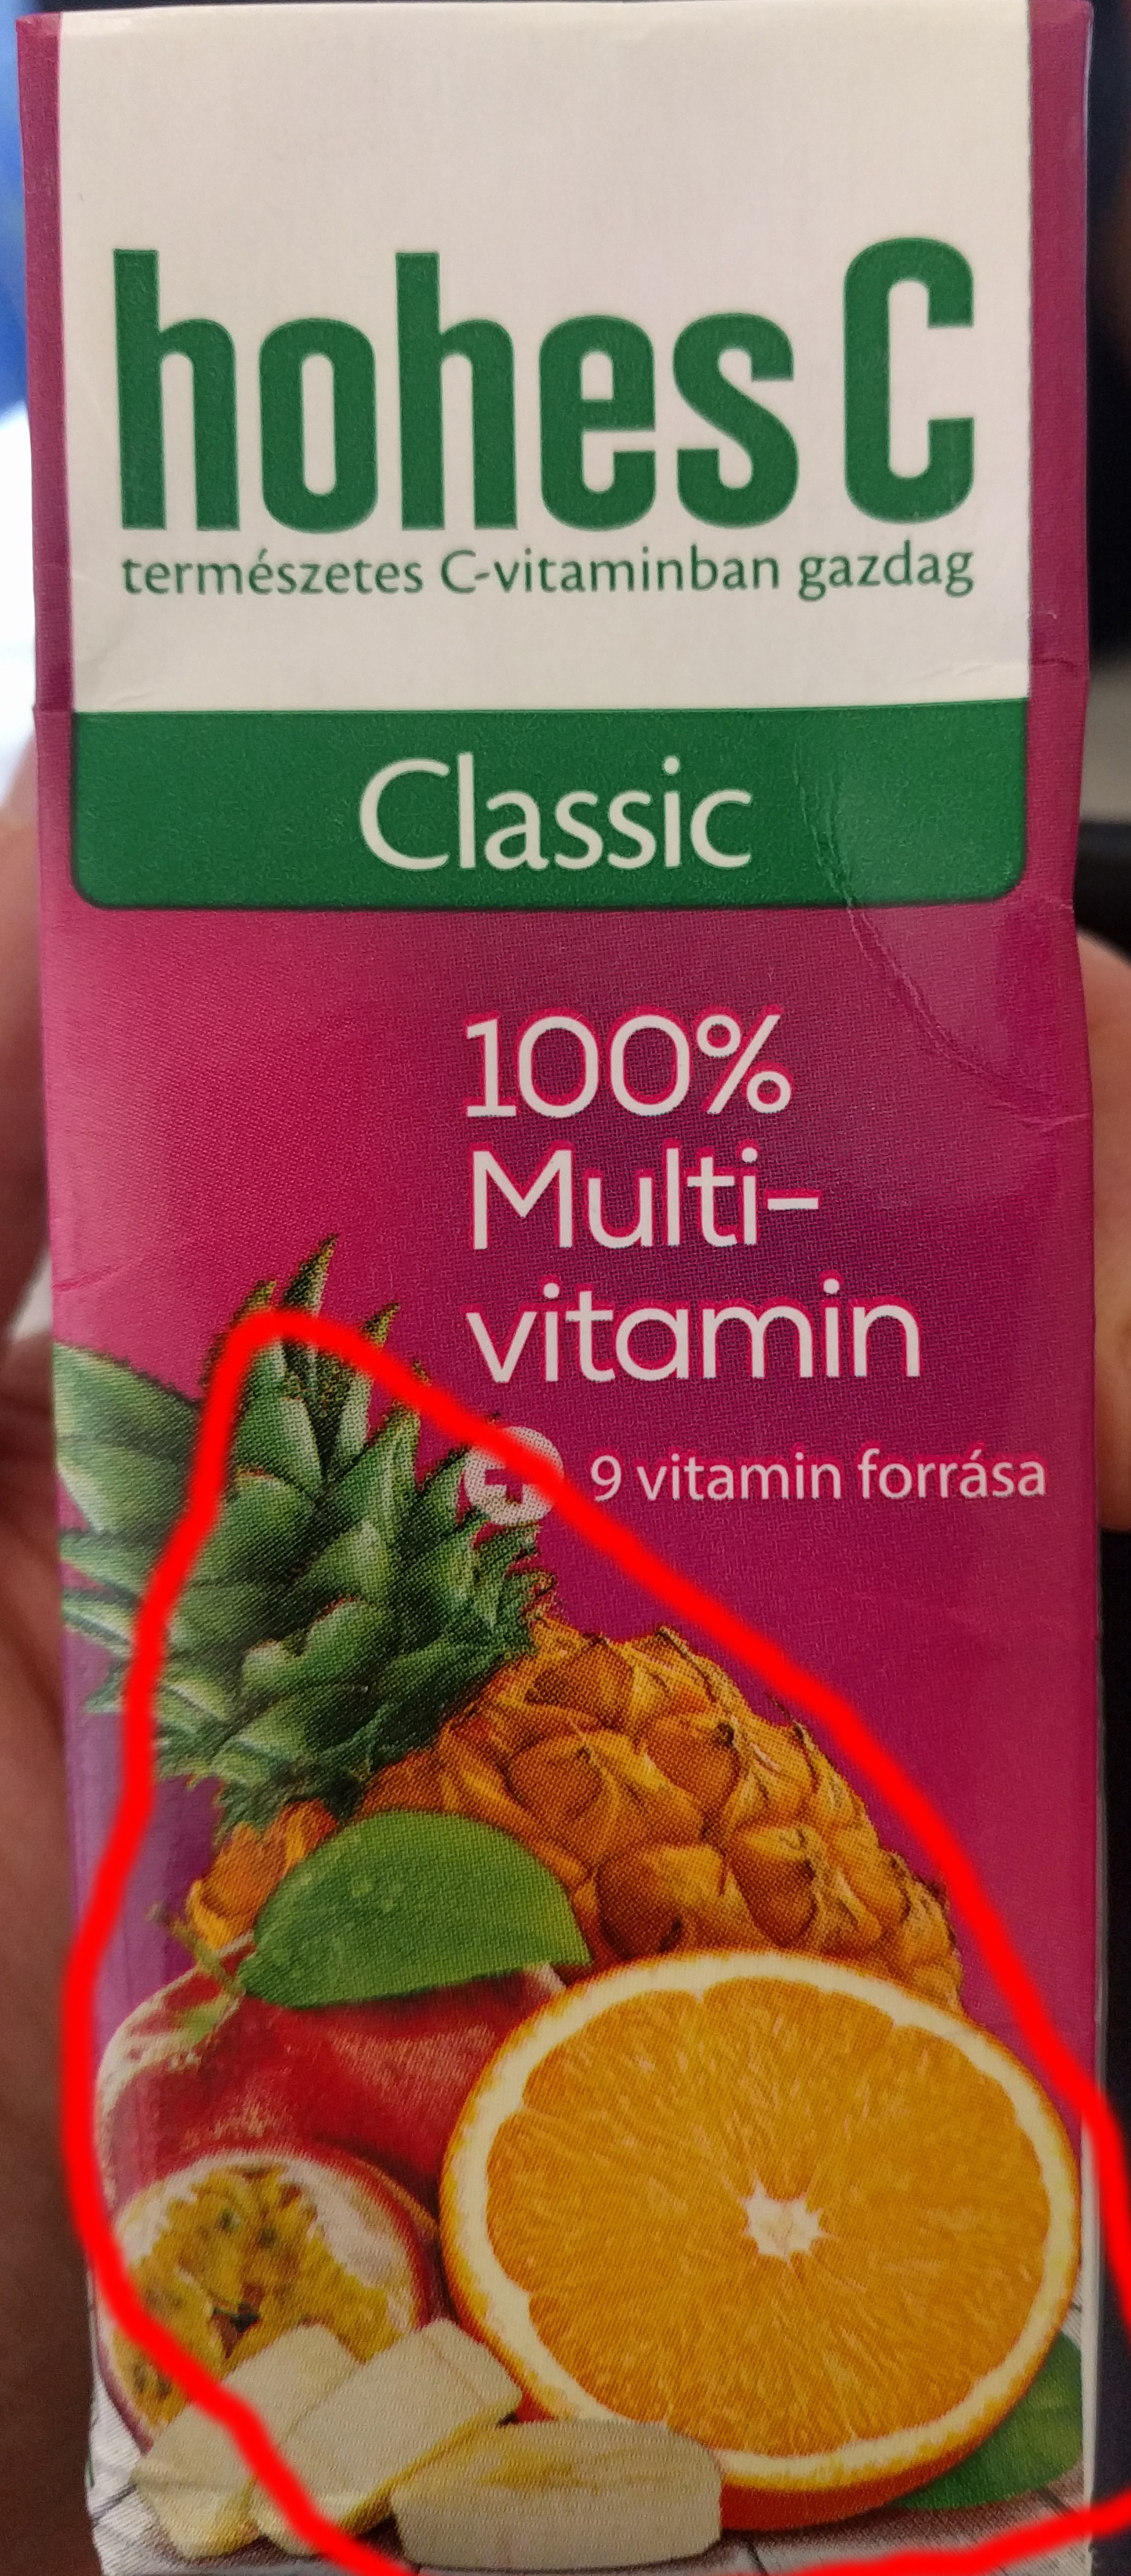 hohes C
természetes C-vitaminban gazdag
Classic
100%
Multi-
vitamin
9 vitamin forrása